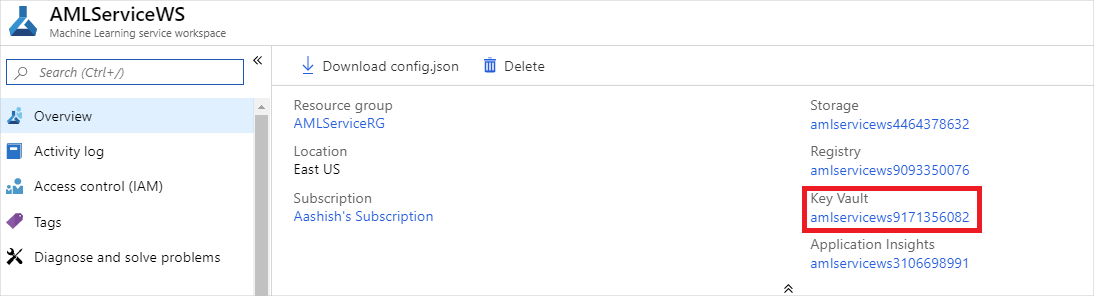 AMLServiceWS
Machine Learning service workspace
Search (Ctrl+/)
Overview
Activity log
Access control (IAM)
Tags
Diagnose and solve problems
Download config.json
Delete
Resource group
AMLServiceRG
Location
East US
Subscription
Aashish's Subscription
Storage
amlservicews4464378632
Registry
amlservicews9093350076
Key Vault
amlservicews9171356082
Application Insights
amlservicews3106698991